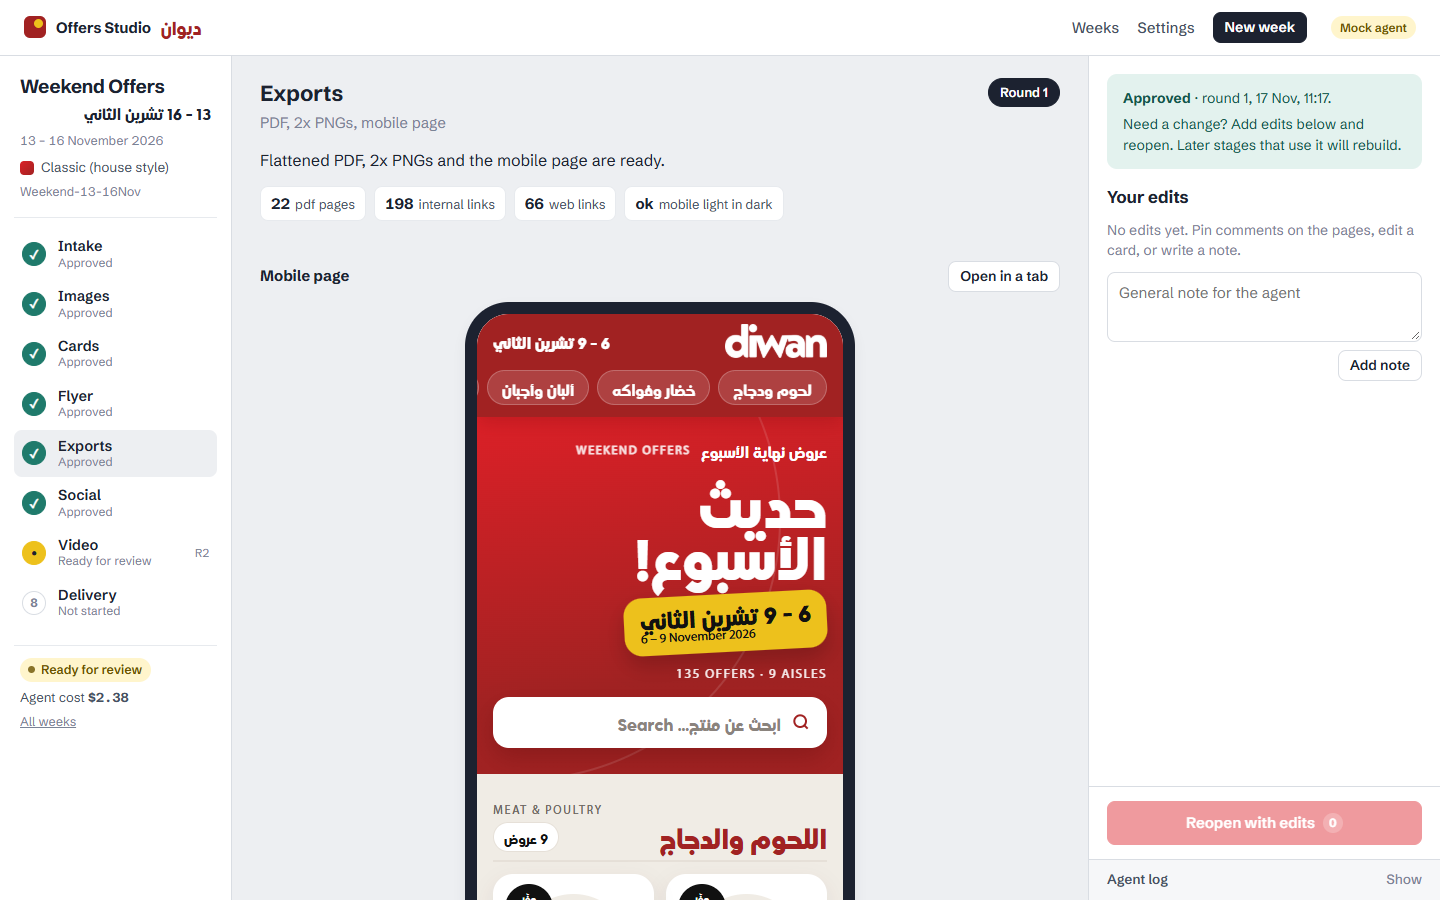 Offers Studio ديوان
Weeks
Settings
New week
Mock agent
Weekend Offers
13 - 16 تشرين الثاني
13 – 16 November 2026
Classic (house style)
Weekend-13-16Nov
Intake
Approved
Images
Approved
Cards
Approved
Flyer
Approved
Exports
Approved
Social
Approved
Video
Ready for review
R2
8
Delivery
Not started
Ready for review
Agent cost $2.38
All weeks
Exports
Round 1
PDF, 2x PNGs, mobile page
Flattened PDF, 2x PNGs and the mobile page are ready.
22 pdf pages
198 internal links
66 web links
ok mobile light in dark
Mobile page
Open in a tab
diwan
6 - 9 تشرين الثاني
لحوم ودجاج
خضار وفواكه
ألبان وأجبان
عروض نهاية الأسبوع WEEKEND OFFERS
حديث
الأسبوع!
6 - 9 تشرين الثاني
6 – 9 November 2026
135 OFFERS · 9 AISLES
ابحث عن منتج... Search
MEAT & POULTRY
اللحوم والدجاج
9 عروض
وفّر
وفّر
Approved · round 1, 17 Nov, 11:17.
Need a change? Add edits below and
reopen. Later stages that use it will rebuild.
Your edits
No edits yet. Pin comments on the pages, edit a
card, or write a note.
General note for the agent
Add note
Reopen with edits 0
Agent log
Show